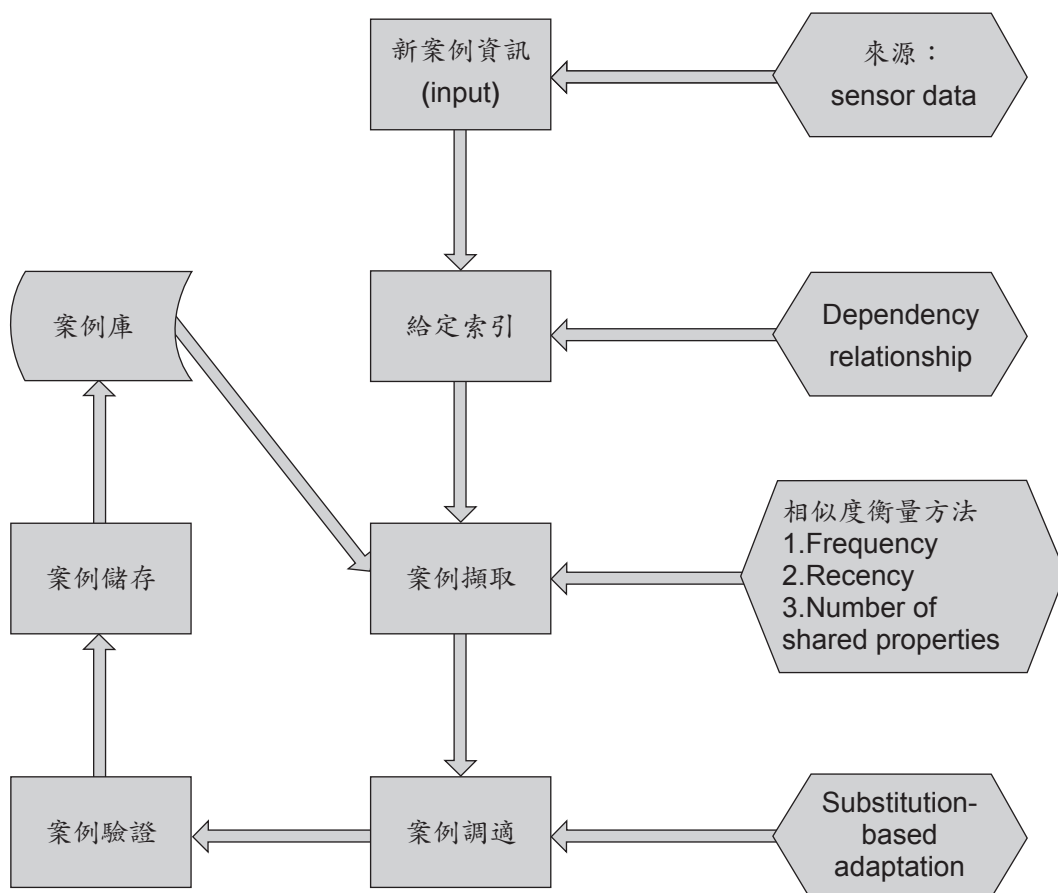 新案例資訊
(input)
來源：
sensor data
案例庫
給定索引
Dependency
relationship
案例儲存
案例擷取
相似度衡量方法
1.Frequency
2.Recency
3.Number of
shared properties
案例驗證
案例調適
Substitution-
based
adaptation